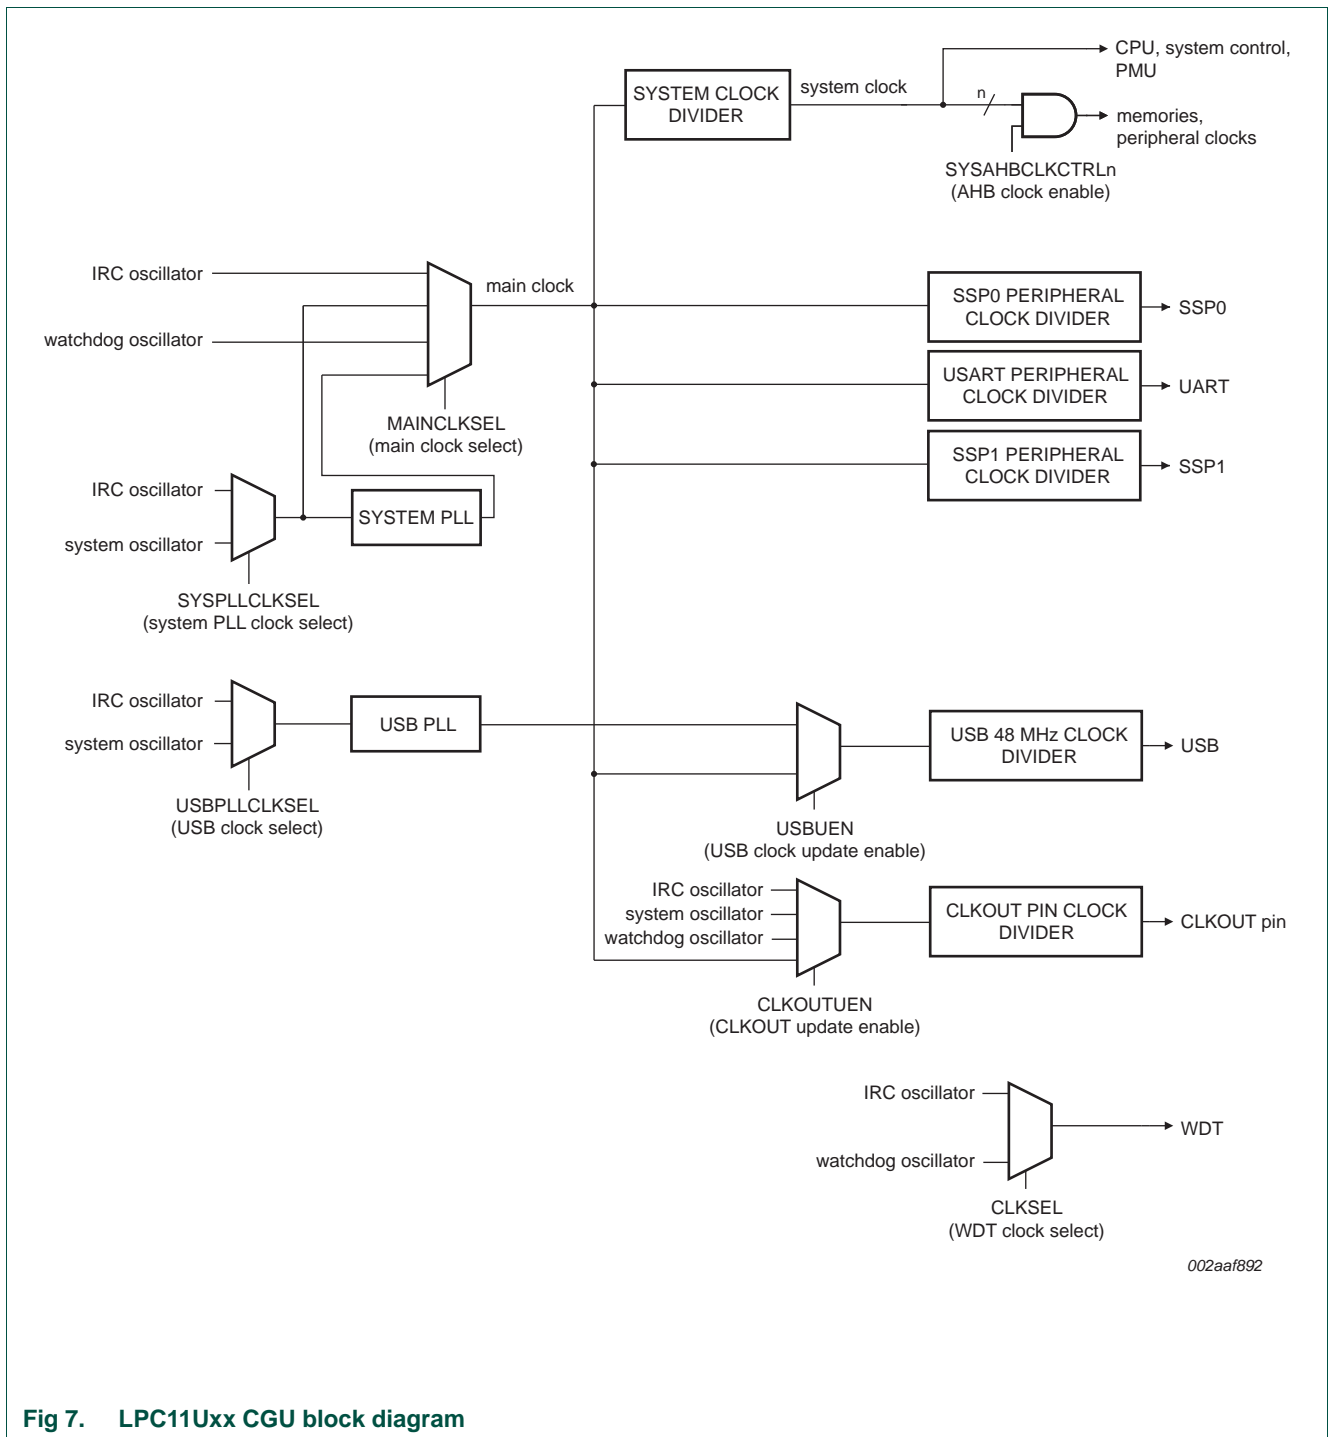 CPU, system control,
PMU
SYSTEM CLOCK
DIVIDER
system clock
n
memories,
peripheral clocks
SYSAHBCLKCTRLn
(AHB clock enable)
IRC oscillator
main clock
watchdog oscillator
MAINCLKSEL
(main clock select)
SSP0 PERIPHERAL
CLOCK DIVIDER
SSP0
USART PERIPHERAL
CLOCK DIVIDER
UART
SSP1 PERIPHERAL
CLOCK DIVIDER
SSP1
IRC oscillator
system oscillator
SYSTEM PLL
SYSPLLCLKSEL
(system PLL clock select)
IRC oscillator
system oscillator
USB PLL
USBPLLCLKSEL
(USB clock select)
USB 48 MHz CLOCK
DIVIDER
USB
USBUEN
(USB clock update enable)
IRC oscillator
system oscillator
watchdog oscillator
CLKOUT PIN CLOCK
DIVIDER
CLKOUT pin
CLKOUTUEN
(CLKOUT update enable)
IRC oscillator
watchdog oscillator
WDT
CLKSEL
(WDT clock select)
002aaf892
Fig 7. LPC11Uxx CGU block diagram